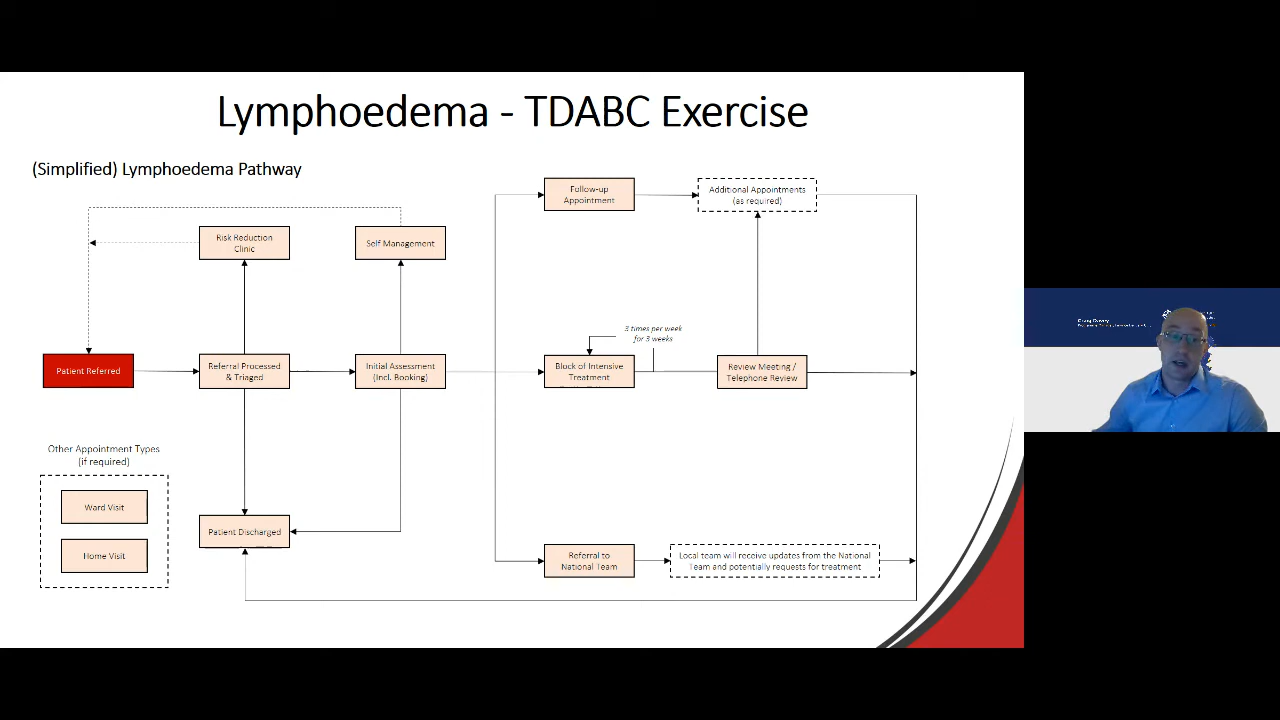 Lymphoedema - TDABC Exercise
(Simplified) Lymphoedema Pathway
Follow-up
Appointment
Additional Appointments
(as required)
Risk Reduction
Clinic
Self Management
3 times per week
for 3 weeks
Patient Referred
Referral Processed
& Triaged
Initial Assessment
(Incl. Booking)
Block of Intensive
Treatment
Review Meeting /
Telephone Review
Other Appointment Types
(if required)
Ward Visit
Home Visit
Patient Discharged
Referral to
National Team
Local team will receive updates from the National
Team and potentially requests for treatment